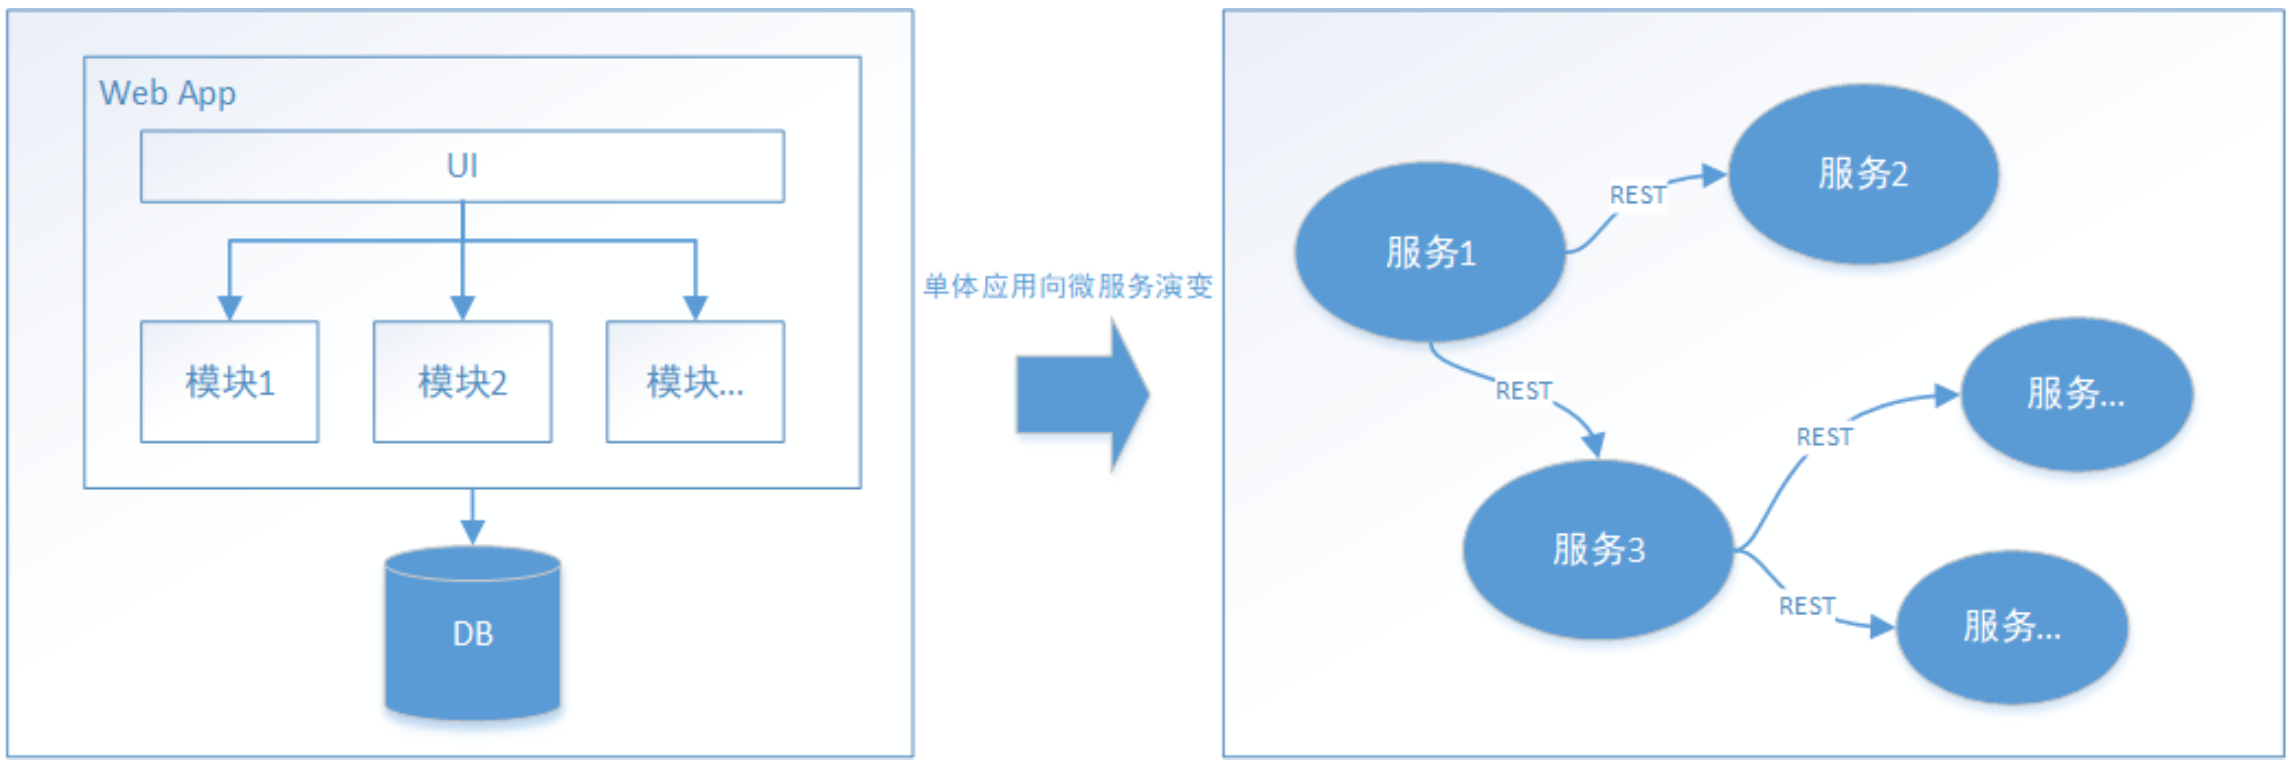 Web App
UI
模块1
模块2
模块...
DB
单体应用向微服务演变
服务1
REST
服务2
REST
服务3
REST
服务...
REST
服务...